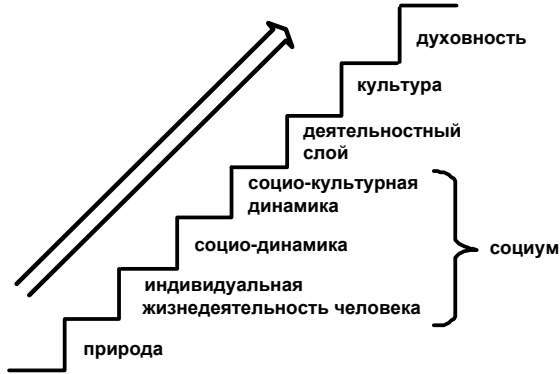 духовность
культура
деятельностный
слой
социо-культурная
динамика
социо-динамика
социум
индивидуальная
жизнедеятельность человека
природа